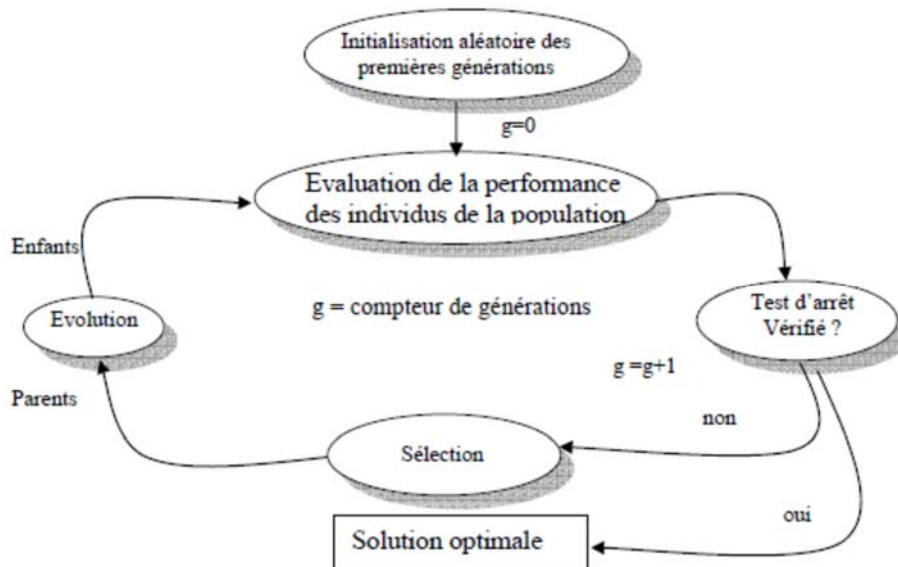 Initialisation aléatoire des
premières générations
g=0
Evaluation de la performance
des individus de la population
Enfants
Evolution
g = compteur de générations
Test d'arrêt
Vérifié ?
g =g+1
Parents
non
Sélection
oui
Solution optimale